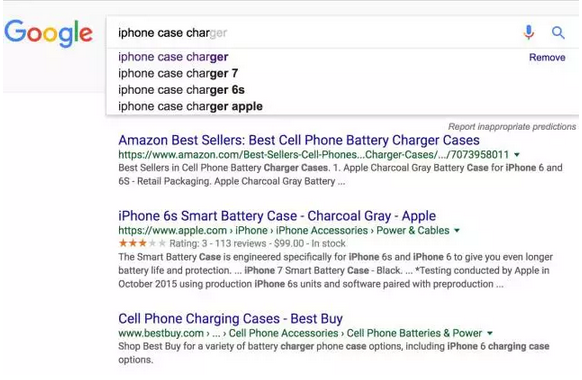 Google
iphone case charger
iphone case charger Remove
iphone case charger 7
iphone case charger 6s
iphone case charger apple
Report inappropriate predictions
Amazon Best Sellers: Best Cell Phone Battery Charger Cases
https://www.amazon.com/Best-Sellers-Cell-Phones...Charger-Cases/.../7073958011
Best Sellers in Cell Phone Battery Charger Cases. 1. Apple Charcoal Gray Battery Case for iPhone 6 and
6S - Retail Packaging. Apple Charcoal Gray Battery ...
iPhone 6s Smart Battery Case - Charcoal Gray - Apple
https://www.apple.com › iPhone › iPhone Accessories › Power & Cables
Rating: 3 - 113 reviews - $99.00 - In stock
The Smart Battery Case is engineered specifically for iPhone 6s and iPhone 6 to give you even longer
battery life and protection. ... iPhone 7 Smart Battery Case - Black. ... *Testing conducted by Apple in
October 2015 using production iPhone 6s units and software paired with preproduction ...
Cell Phone Charging Cases - Best Buy
www.bestbuy.com › ... › Cell Phone Accessories › Cell Phone Batteries & Power
Shop Best Buy for a variety of battery charger phone case options, including iPhone 6 charging case
options.